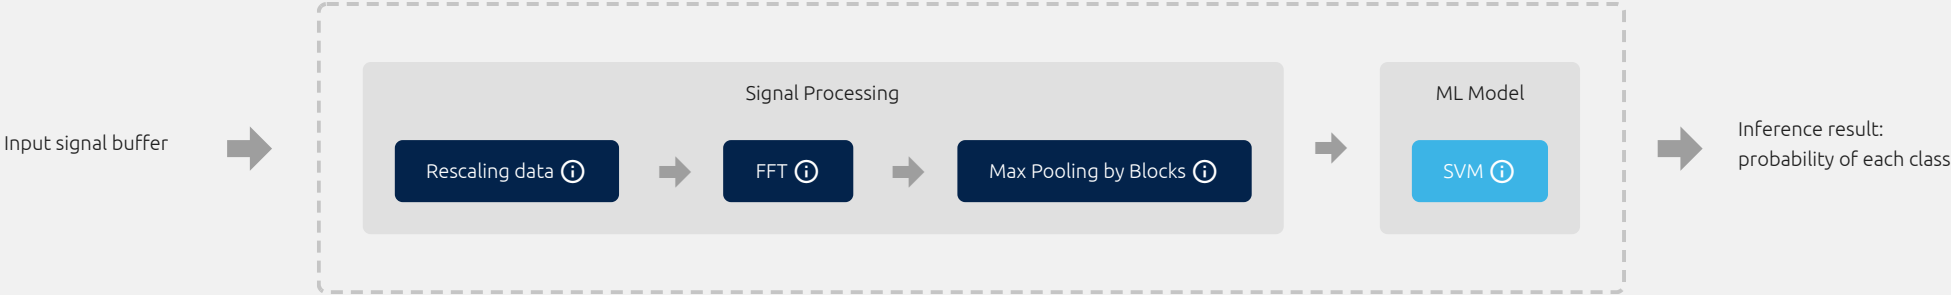 Input signal buffer
Signal Processing
Rescaling data
FFT
Max Pooling by Blocks
ML Model
SVM
Inference result:
probability of each class